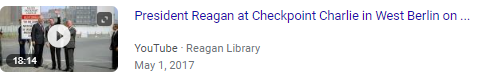 President Reagan at Checkpoint Charlie in West Berlin on ...
YouTube · Reagan Library
18:14
May 1, 2017